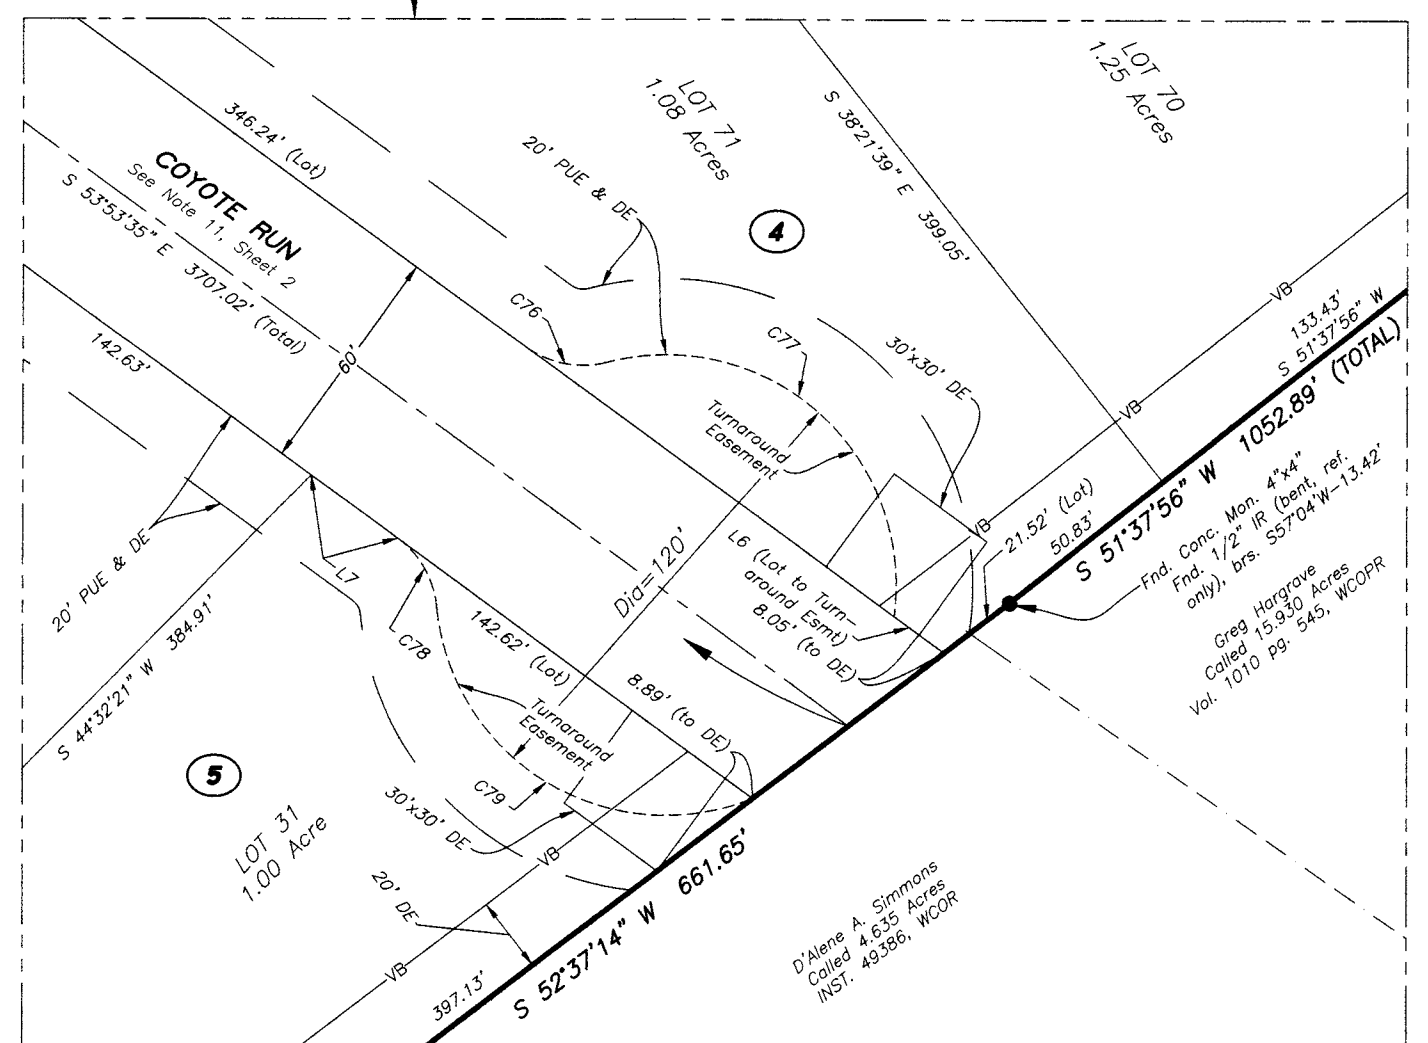 LOT 70
1.25 Acres
LOT 71
1.08 Acres
346.24' (Lot)
COYOTE RUN
See Note 11, Sheet 2
S 53°53'35" E 3707.02' (Total)
20' PUE & DE
4
S 38°21'39" E 399.05'
C76
C77
30'x30' DE
VB
133.43'
S 51°37'56" W
142.63'
60'
VB
S 51°37'56" W 1052.89' (TOTAL)
Turnaround
Easement
Dia=120'
VB
21.52' (Lot)
50.83'
Fnd. Conc. Mon. 4"x4"
Fnd. 1/2" IR (bent, ref.
only), brs. S57°04'W-13.42'
L6 (Lot to Turn-
around Esmt)
8.05' (to DE)
20' PUE & DE
L7
C78
142.62' (Lot)
Greg Hargrave
Called 15.930 Acres
Vol. 1010 pg. 545, WCOPR
S 44°32'21" W 384.91'
8.89' (to DE)
Turnaround
Easement
5
C79
30'x30' DE
LOT 31
1.00 Acre
VB
20' DE
661.65'
S 52°37'14" W
VB
397.13'
D'Alene A. Simmons
Called 4.635 Acres
INST. 49386, WCOR